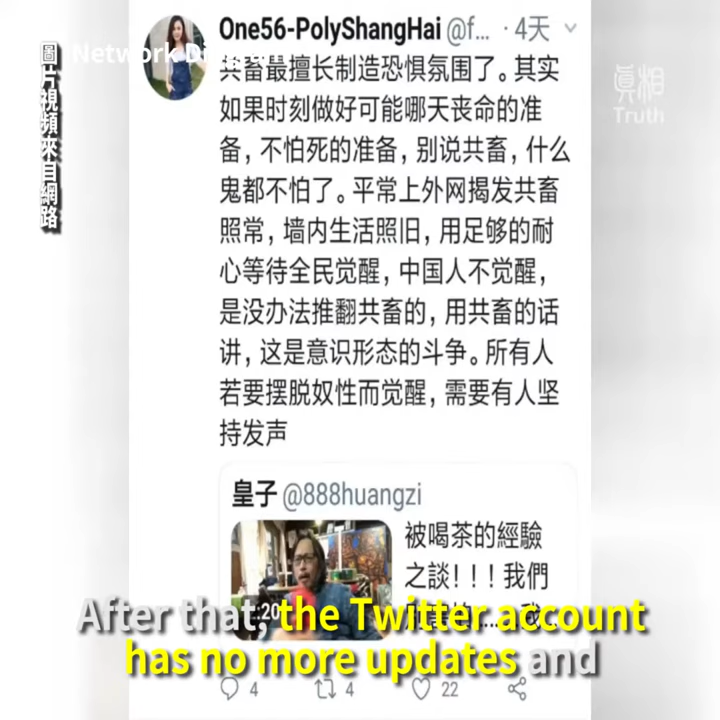 One56-PolyShangHai @f... · 4天
Network Di
圖片視頻來自網路
真相
Truth
共畜最擅长制造恐惧氛围了。其实
如果时刻做好可能哪天丧命的准
备，不怕死的准备，别说共畜，什么
鬼都不怕了。平常上外网揭发共畜
照常，墙内生活照旧，用足够的耐
心等待全民觉醒，中国人不觉醒，
是没办法推翻共畜的，用共畜的话
讲，这是意识形态的斗争。所有人
若要摆脱奴性而觉醒，需要有人坚
持发声
皇子 @888huangzi
被喝茶的經驗
之談！！！我們
:20
After that, the Twitter account
has no more updates and
4
4
22